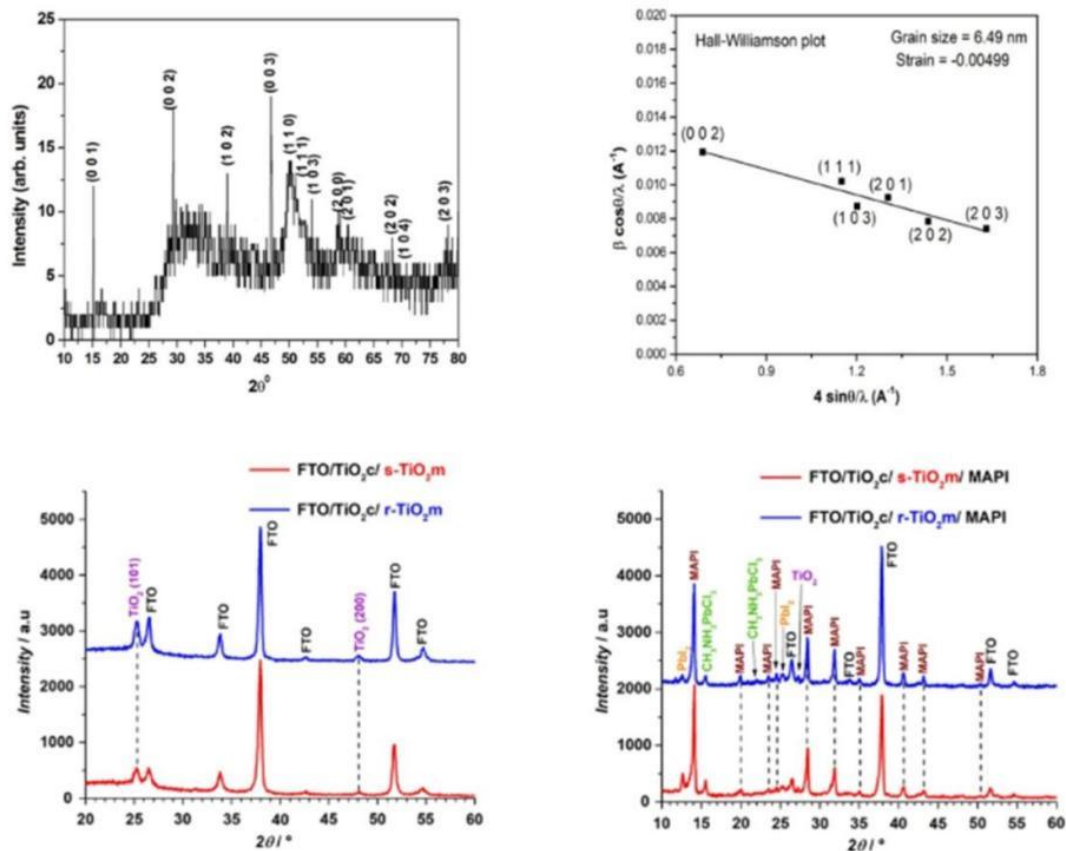 25
20
15
10
5
0
Intensity (arb. units)
(0 0 1)
(0 0 2)
(1 0 2)
(0 0 3)
(1 1 0)
(1 1 1)
(1 0 3)
(2 0 0)
(2 0 1)
(2 0 2)
(1 0 4)
(2 0 3)
10 15 20 25 30 35 40 45 50 55 60 65 70 75 80
2θ⁰
0.020
0.018
0.016
0.014
0.012
0.010
0.008
0.006
0.004
0.002
0.000
β cosθ/λ (A⁻¹)
Hall-Williamson plot
Grain size = 6.49 nm
Strain = -0.00499
(0 0 2)
(1 1 1)
(1 0 3)
(2 0 1)
(2 0 2)
(2 0 3)
0.6 0.9 1.2 1.5 1.8
4 sinθ/λ (A⁻¹)
FTO/TiO₂c/ s-TiO₂m
FTO/TiO₂c/ r-TiO₂m
5000
4000
3000
2000
1000
0
Intensity / a.u
TiO₂ (101)
FTO
FTO
FTO
FTO
TiO₂ (200)
FTO
FTO
20 25 30 35 40 45 50 55 60
2θ / °
FTO/TiO₂c/ s-TiO₂m/ MAPI
FTO/TiO₂c/ r-TiO₂m/ MAPI
5000
4000
3000
2000
1000
0
Intensity / a.u
PbI₂
MAPI
CH₃NH₃PbCl₃
MAPI
CH₃NH₃PbCl₃
MAPI
MAPI
PbI₂
FTO
TiO₂
MAPI
MAPI
FTO
MAPI
FTO
MAPI
MAPI
MAPI
FTO
FTO
10 15 20 25 30 35 40 45 50 55 60
2θ / °